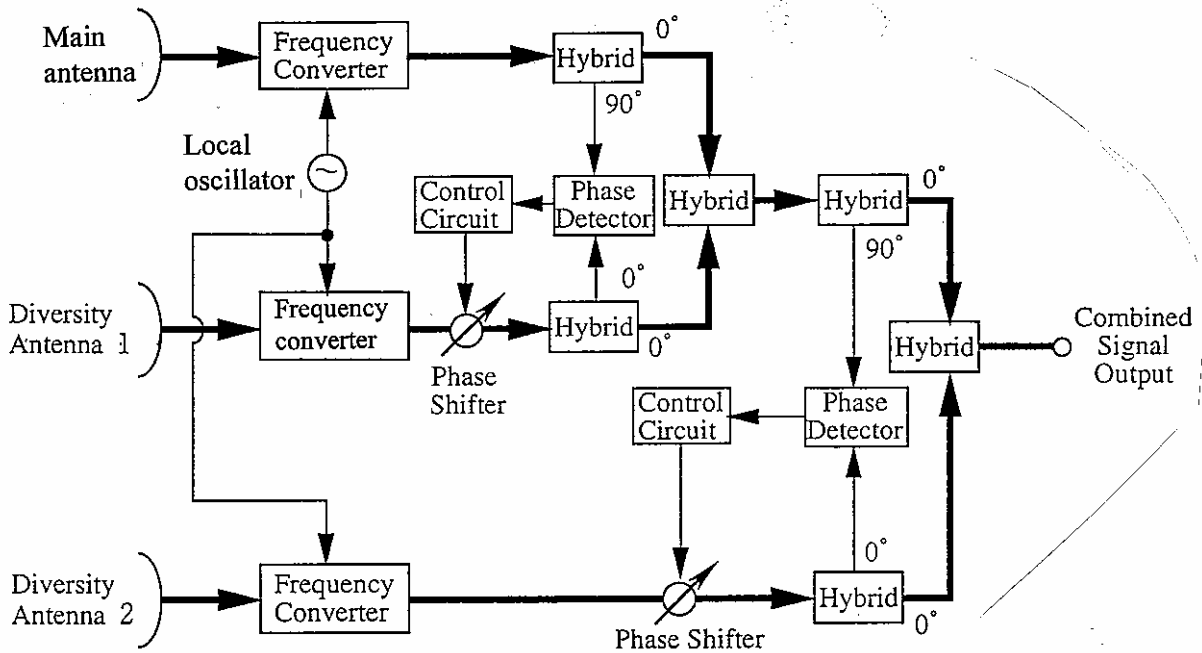 Main
antenna
Frequency
Converter
Hybrid
0°
90°
Local
oscillator
~
Control
Circuit
Phase
Detector
Hybrid
Hybrid
0°
90°
0°
Diversity
Antenna 1
Frequency
converter
Phase
Shifter
Hybrid
0°
Hybrid
Combined
Signal
Output
Control
Circuit
Phase
Detector
0°
Diversity
Antenna 2
Frequency
Converter
Phase Shifter
Hybrid
0°